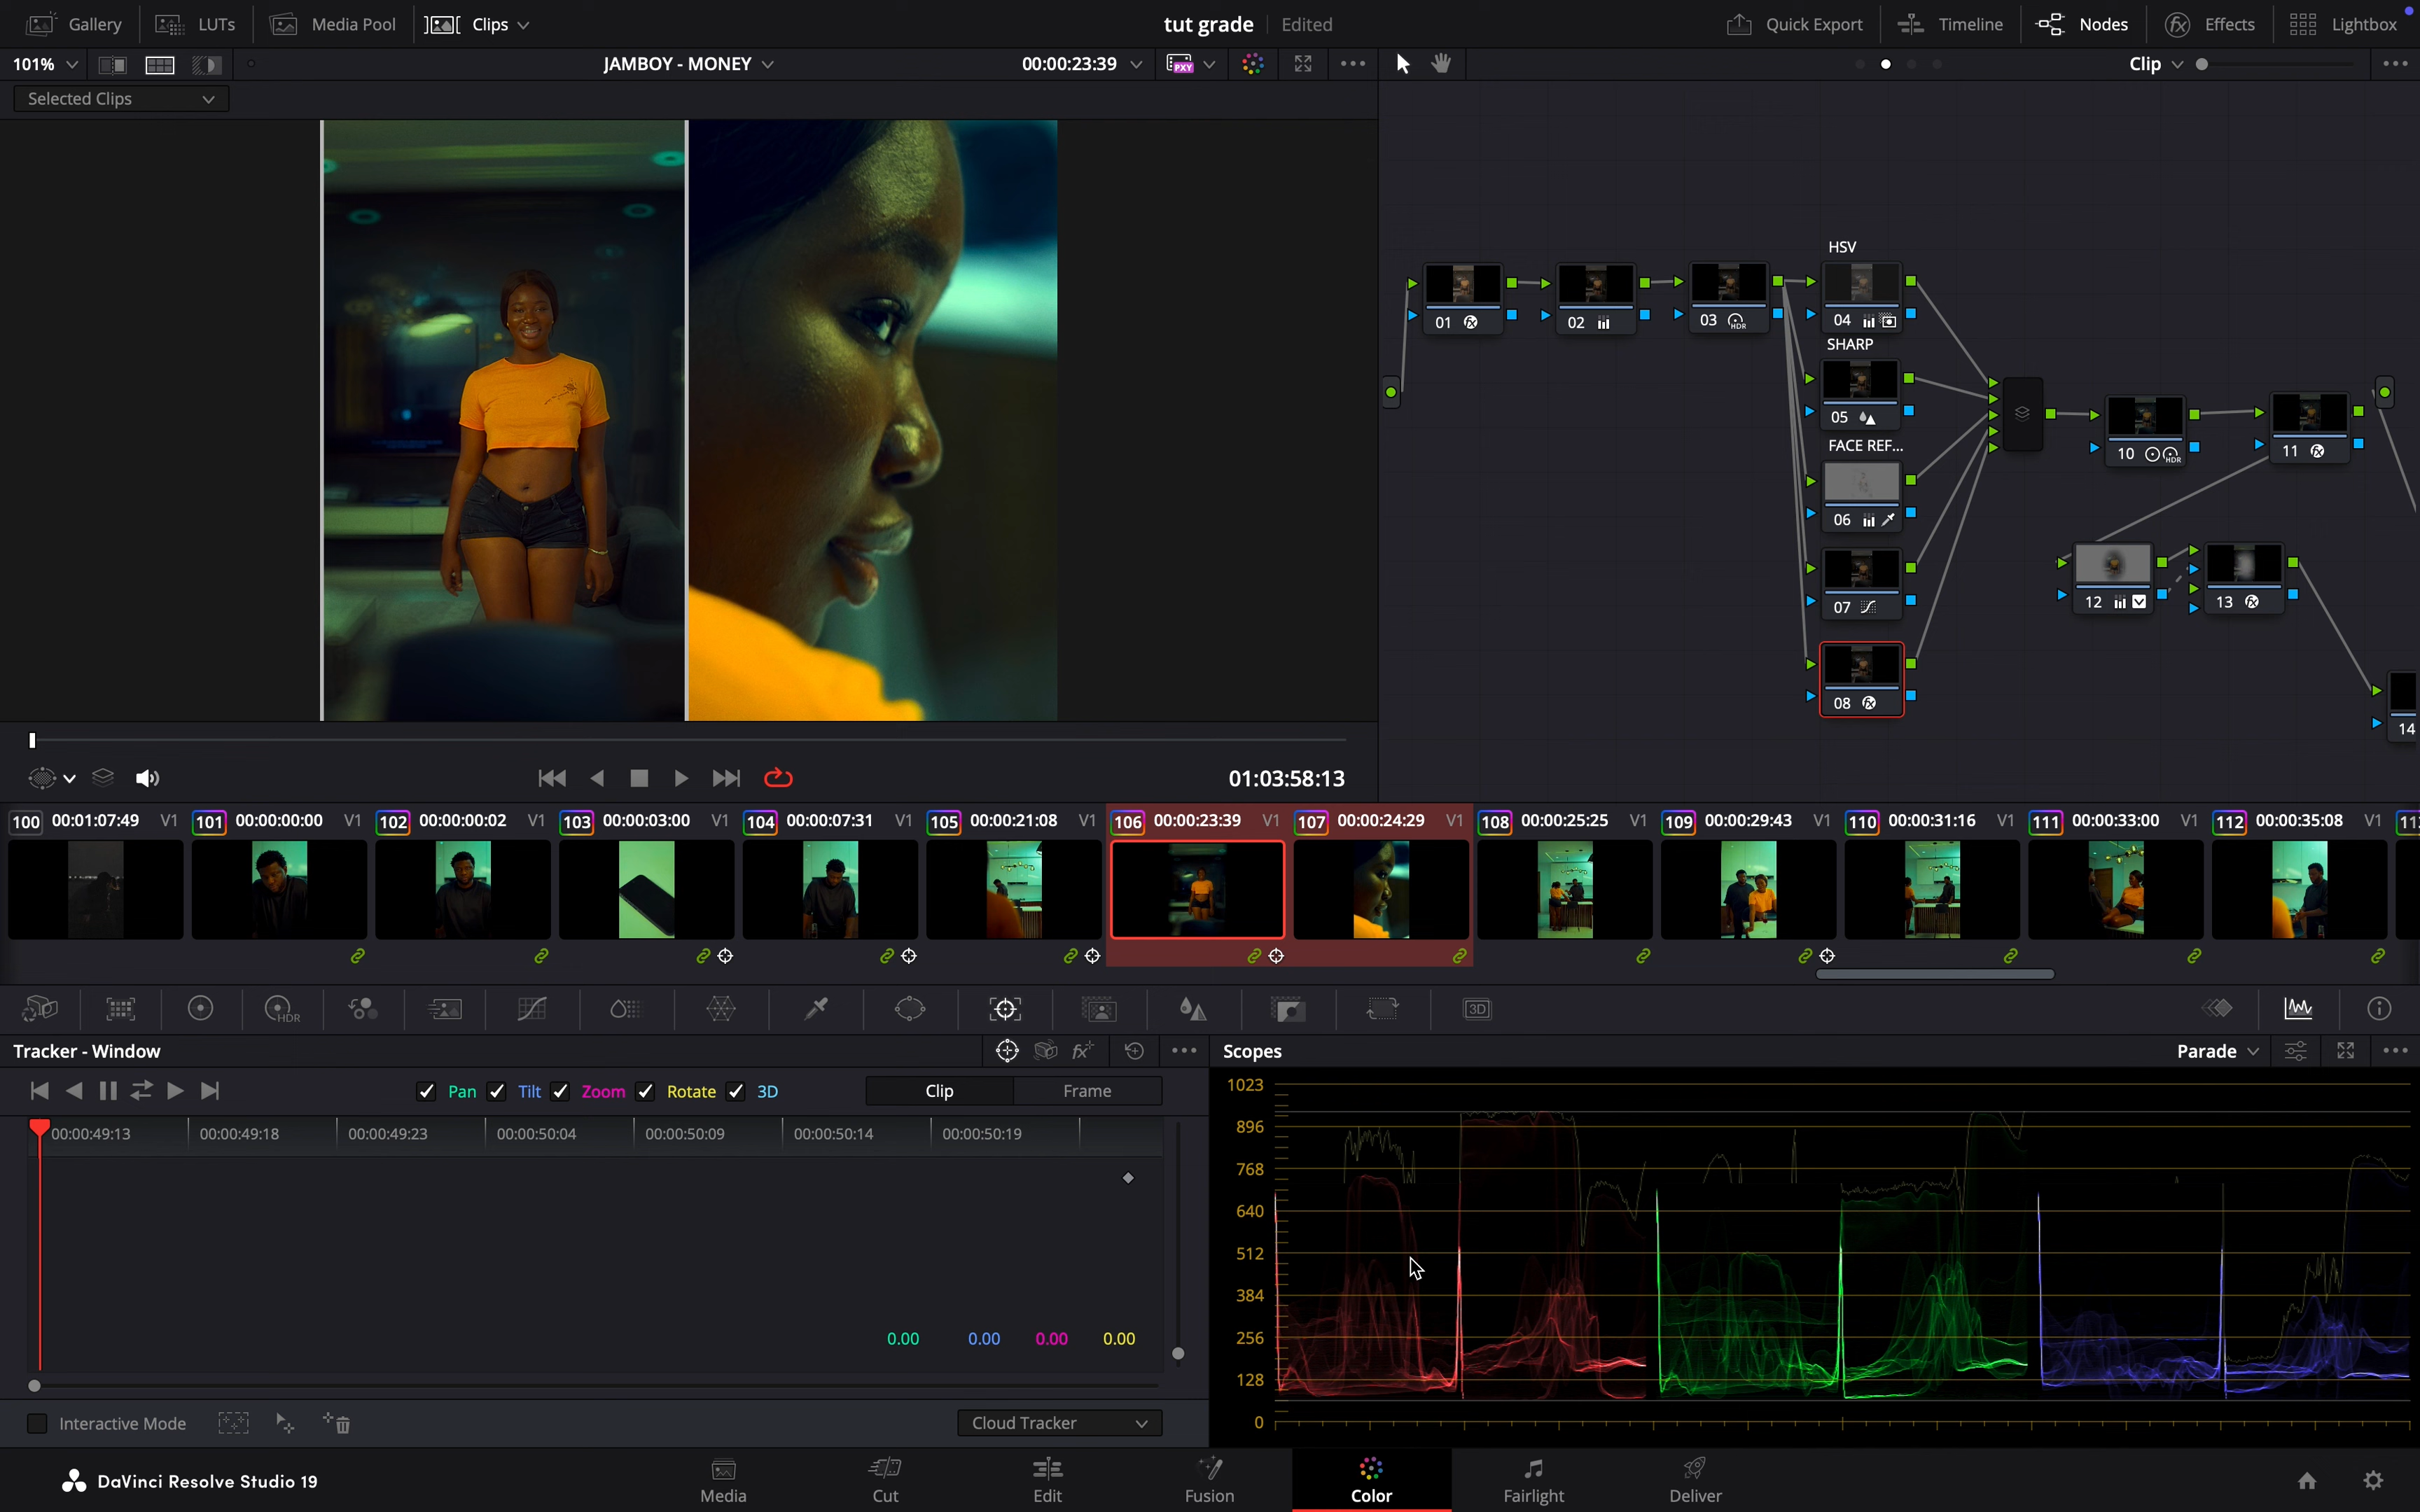 Gallery LUTs Media Pool Clips tut grade Edited Quick Export Timeline Nodes Effects Lightbox
101% JAMBOY - MONEY 00:00:23:39 PXY Clip
Selected Clips
HSV
01 02 03 HDR 04
SHARP
05
FACE REF...
10 HDR 11
06
07
12 13
08
14
01:03:58:13
100 00:01:07:49 V1 101 00:00:00:00 V1 102 00:00:00:02 V1 103 00:00:03:00 V1 104 00:00:07:31 V1 105 00:00:21:08 V1 106 00:00:23:39 V1 107 00:00:24:29 V1 108 00:00:25:25 V1 109 00:00:29:43 V1 110 00:00:31:16 V1 111 00:00:33:00 V1 112 00:00:35:08 V1
HDR 3D
Tracker - Window Scopes Parade
Pan Tilt Zoom Rotate 3D Clip Frame
00:00:49:13 00:00:49:18 00:00:49:23 00:00:50:04 00:00:50:09 00:00:50:14 00:00:50:19
1023
896
768
640
512
384
256
128
0
0.00 0.00 0.00 0.00
Interactive Mode Cloud Tracker
DaVinci Resolve Studio 19 Media Cut Edit Fusion Color Fairlight Deliver